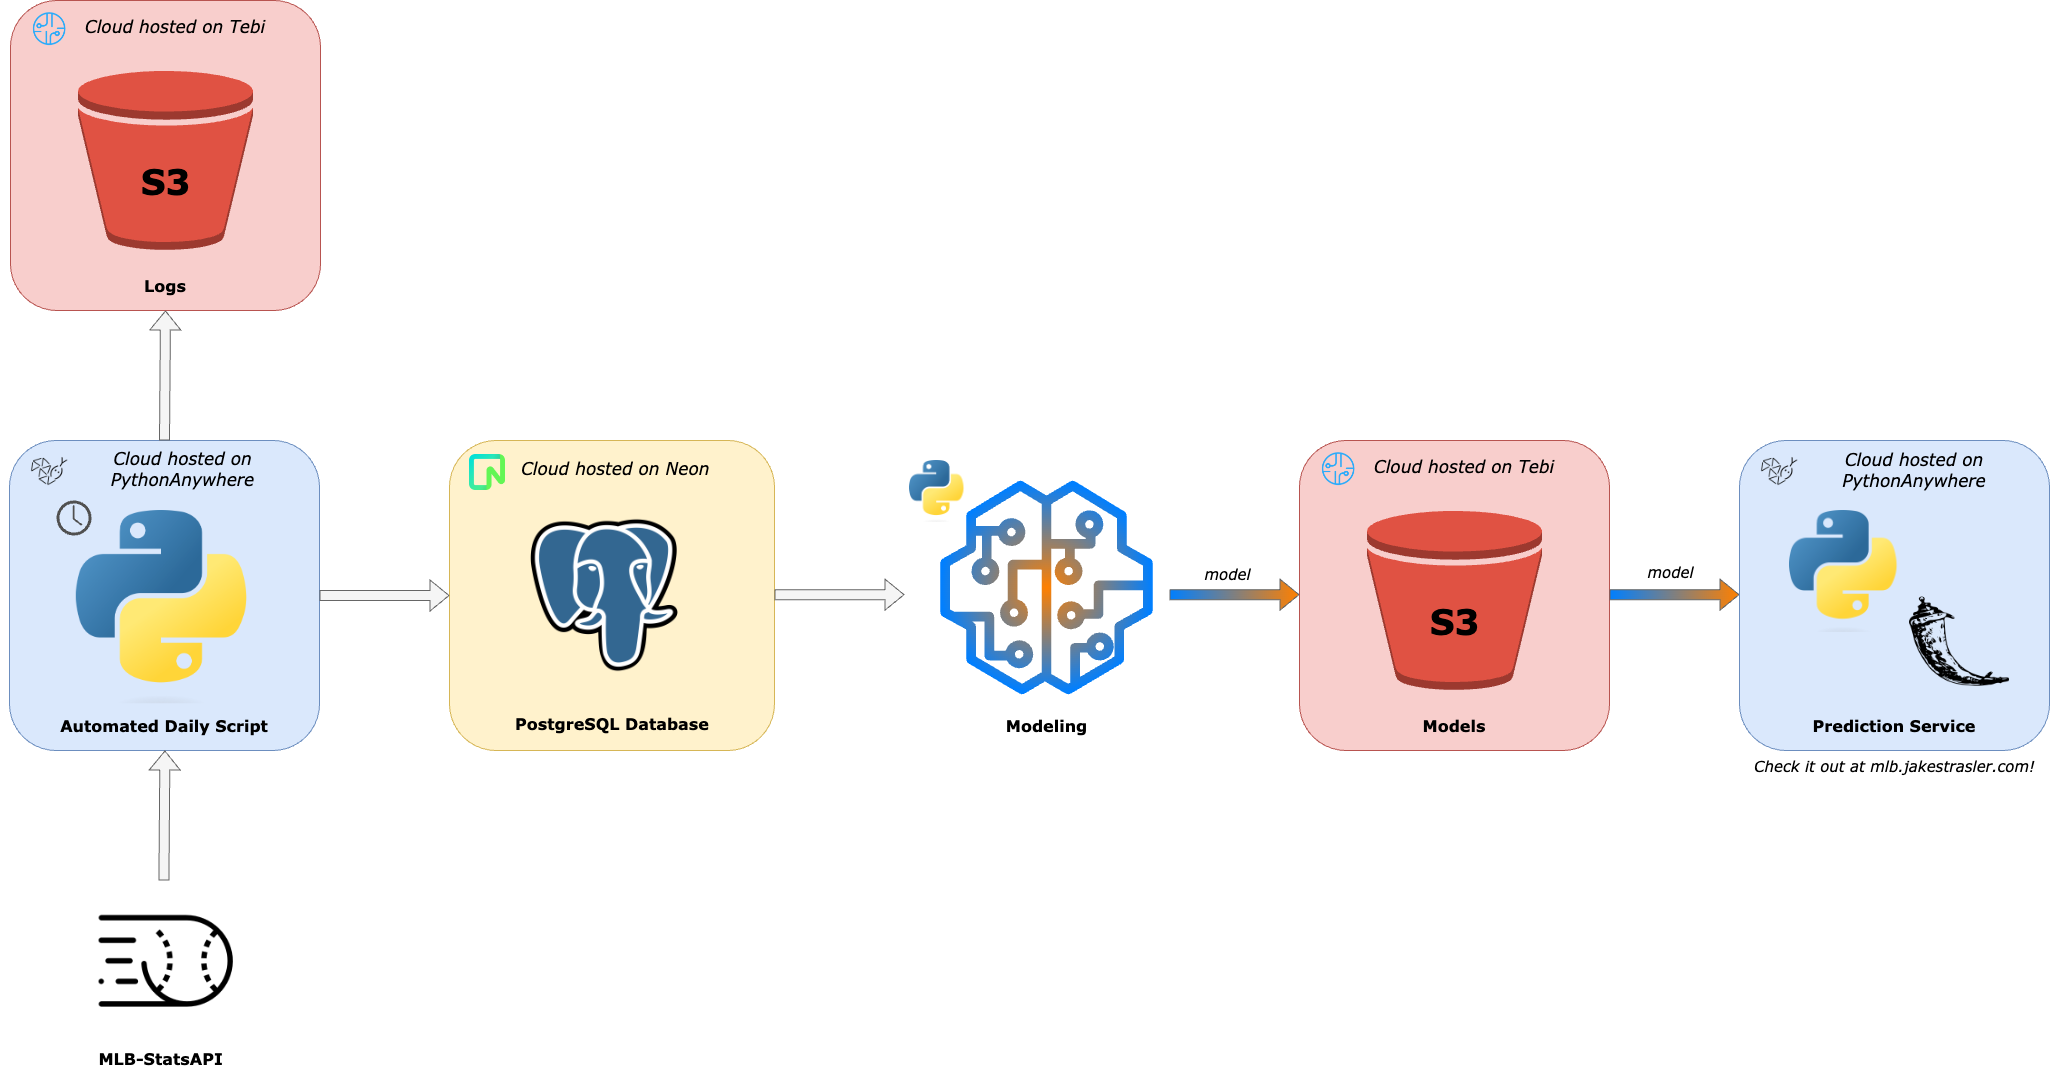 Cloud hosted on Tebi
S3
Logs
Cloud hosted on
PythonAnywhere
Automated Daily Script
Cloud hosted on Neon
PostgreSQL Database
Modeling
model
Cloud hosted on Tebi
S3
Models
model
Cloud hosted on
PythonAnywhere
Prediction Service
Check it out at mlb.jakestrasler.com!
MLB-StatsAPI